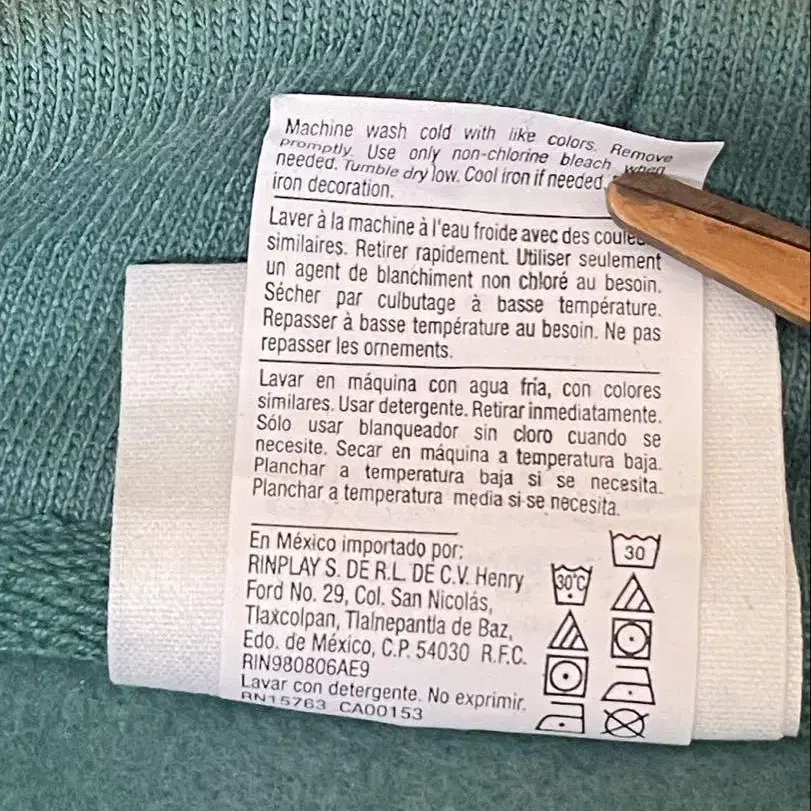 Machine wash cold with like colors. Remove
promptly. Use only non-chlorine bleach when
needed. Tumble dry low. Cool iron if needed.
iron decoration.
Laver à la machine à l'eau froide avec des
similaires. Retirer rapidement. Utiliser seulement
un agent de blanchiment non chloré au besoin.
Sécher par culbutage à basse température.
Repasser à basse température au besoin. Ne pas
repasser les ornements.
Lavar en máquina con agua fría, con colores
similares. Usar detergente. Retirar inmediatamente.
Sólo usar blanqueador sin cloro cuando se
necesite. Secar en máquina a temperatura baja.
Planchar a temperatura baja si se necesita.
Planchar a temperatura media si se necesita.
En México importado por:
RINPLAY S. DE R.L. DE C.V. Henry
Ford No. 29, Col. San Nicolás,
Tlaxcolpan, Tlalnepantla de Baz,
Edo. de México, C.P. 54030 R.F.C.
RIN980806AE9
Lavar con detergente. No exprimir.
RN15763 CA00153
30°C
30